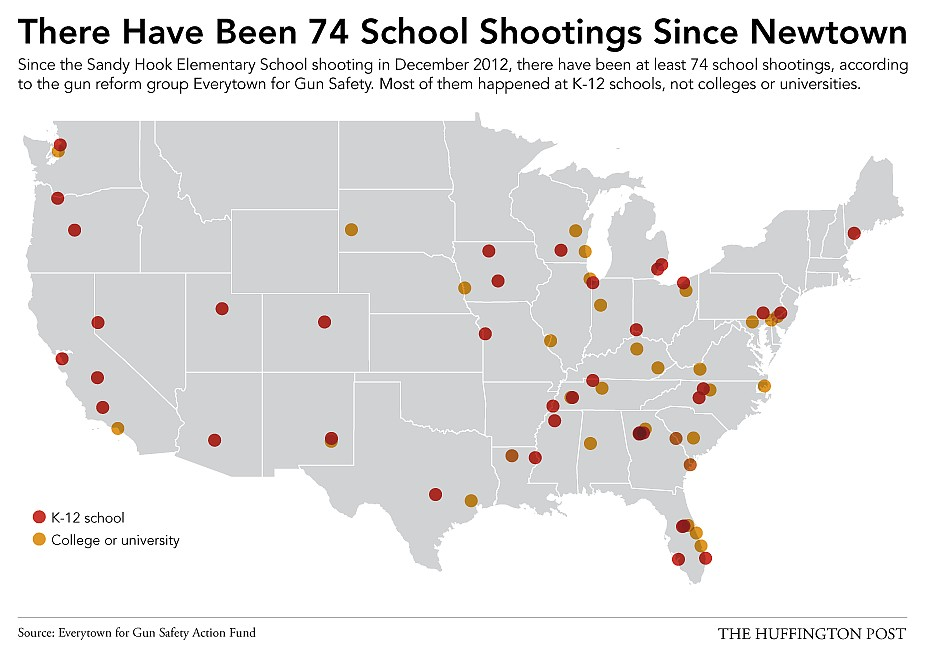 There Have Been 74 School Shootings Since Newtown
Since the Sandy Hook Elementary School shooting in December 2012, there have been at least 74 school shootings, according
to the gun reform group Everytown for Gun Safety. Most of them happened at K-12 schools, not colleges or universities.
K-12 school
College or university
Source: Everytown for Gun Safety Action Fund
THE HUFFINGTON POST